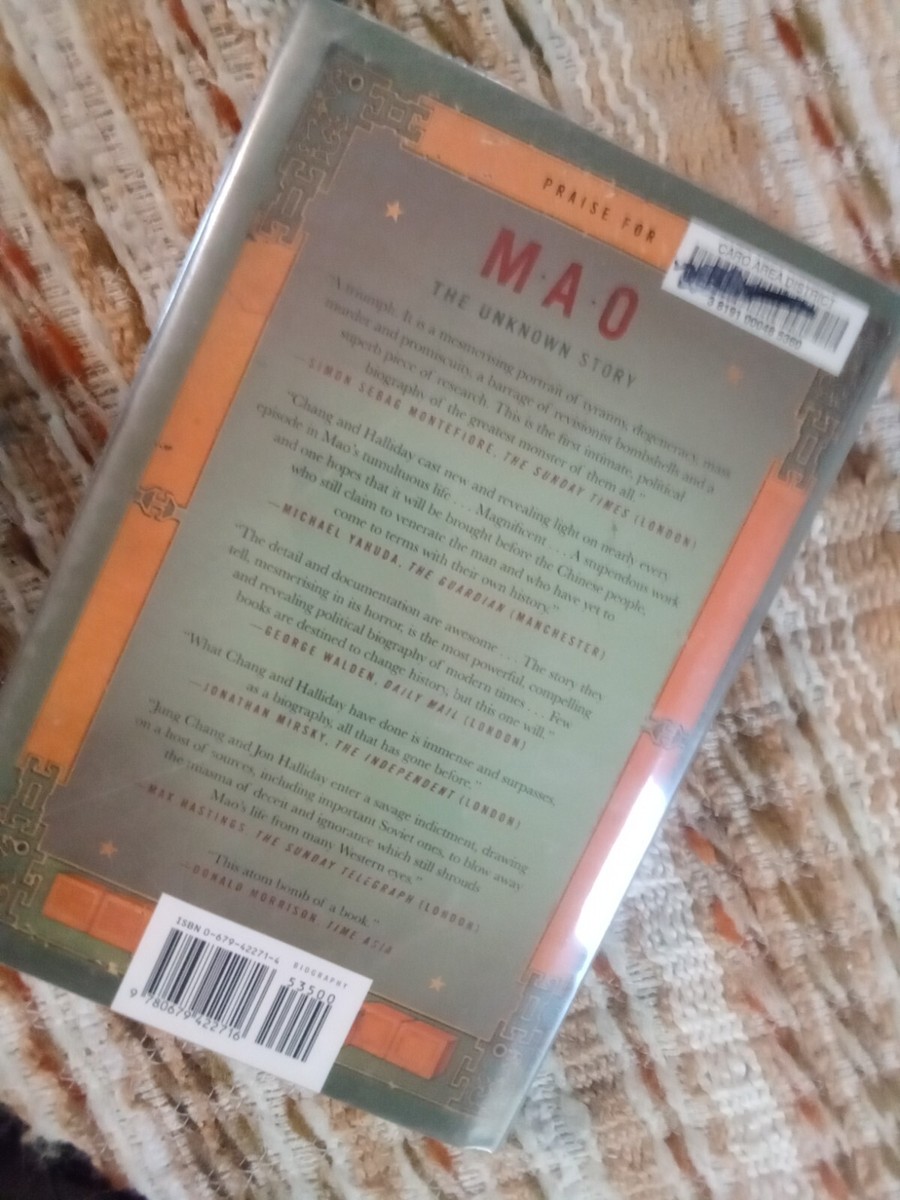 PRAISE FOR
CARO AREA DISTRICT
3 8191 00048 5360
M·A·O
THE UNKNOWN STORY
"A triumph. It is a mesmerising portrait of tyranny, degeneracy, mass
murder and promiscuity, a barrage of revisionist bombshells and a
superb piece of research. This is the first intimate, political
biography of the greatest monster of them all."
—SIMON SEBAG MONTEFIORE, THE SUNDAY TIMES (LONDON)
"Chang and Halliday cast new and revealing light on nearly every
episode in Mao's tumultuous life . . . Magnificent . . . A stupendous work
and one hopes that it will be brought before the Chinese people,
who still claim to venerate the man and who have yet to
come to terms with their own history."
—MICHAEL YAHUDA, THE GUARDIAN (MANCHESTER)
"The detail and documentation are awesome . . . The story they
tell, mesmerising in its horror, is the most powerful, compelling
and revealing political biography of modern times . . . Few
books are destined to change history, but this one will."
—GEORGE WALDEN, DAILY MAIL (LONDON)
"What Chang and Halliday have done is immense and surpasses,
as a biography, all that has gone before."
—JONATHAN MIRSKY, THE INDEPENDENT (LONDON)
"Jung Chang and Jon Halliday enter a savage indictment, drawing
on a host of sources, including important Soviet ones, to blow away
the miasma of deceit and ignorance which still shrouds
Mao's life from many Western eyes."
—MAX HASTINGS, THE SUNDAY TELEGRAPH (LONDON)
"This atom bomb of a book."
—DONALD MORRISON, TIME ASIA
ISBN 0-679-42271-4 BIOGRAPHY
53500
9 780679 422716